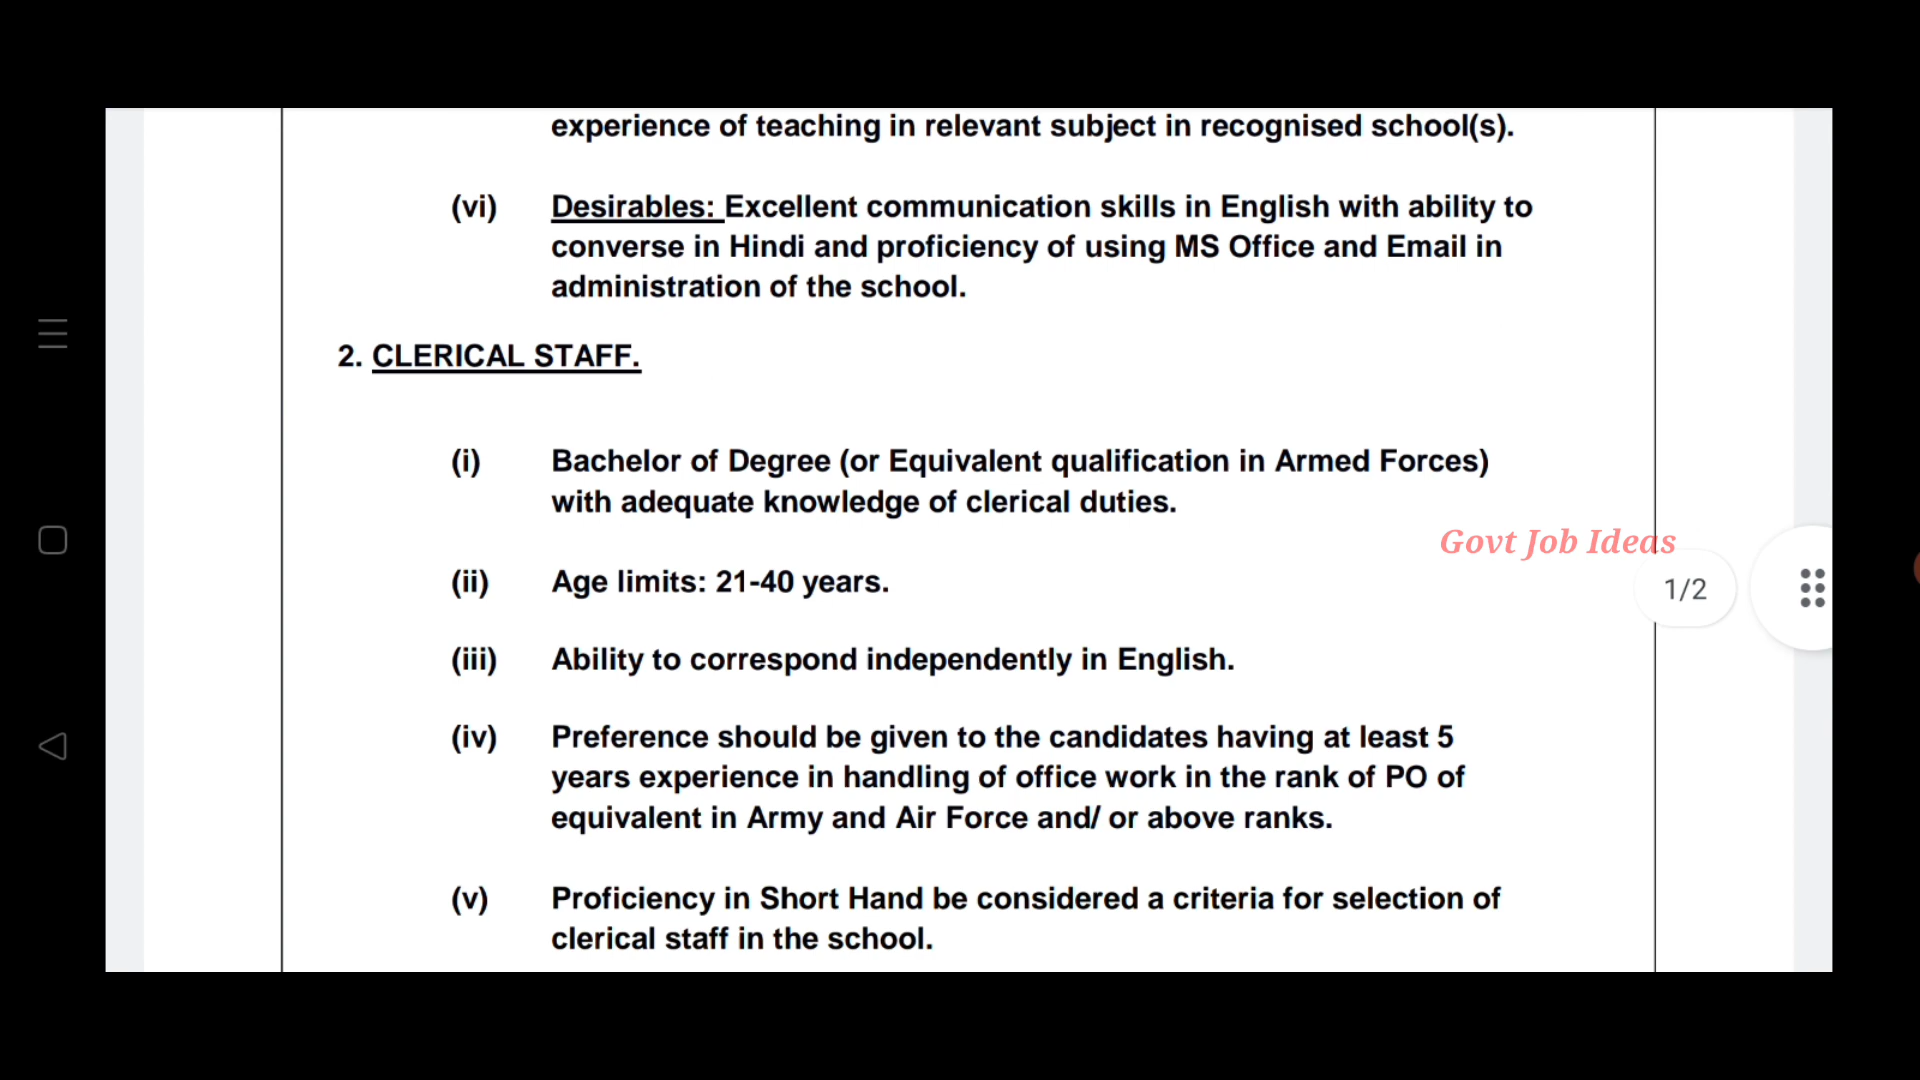 experience of teaching in relevant subject in recognised school(s).
(vi) Desirables: Excellent communication skills in English with ability to
converse in Hindi and proficiency of using MS Office and Email in
administration of the school.
2. CLERICAL STAFF.
(i) Bachelor of Degree (or Equivalent qualification in Armed Forces)
with adequate knowledge of clerical duties.
Govt Job Ideas
(ii) Age limits: 21-40 years.
1/2
(iii) Ability to correspond independently in English.
(iv) Preference should be given to the candidates having at least 5
years experience in handling of office work in the rank of PO of
equivalent in Army and Air Force and/ or above ranks.
(v) Proficiency in Short Hand be considered a criteria for selection of
clerical staff in the school.